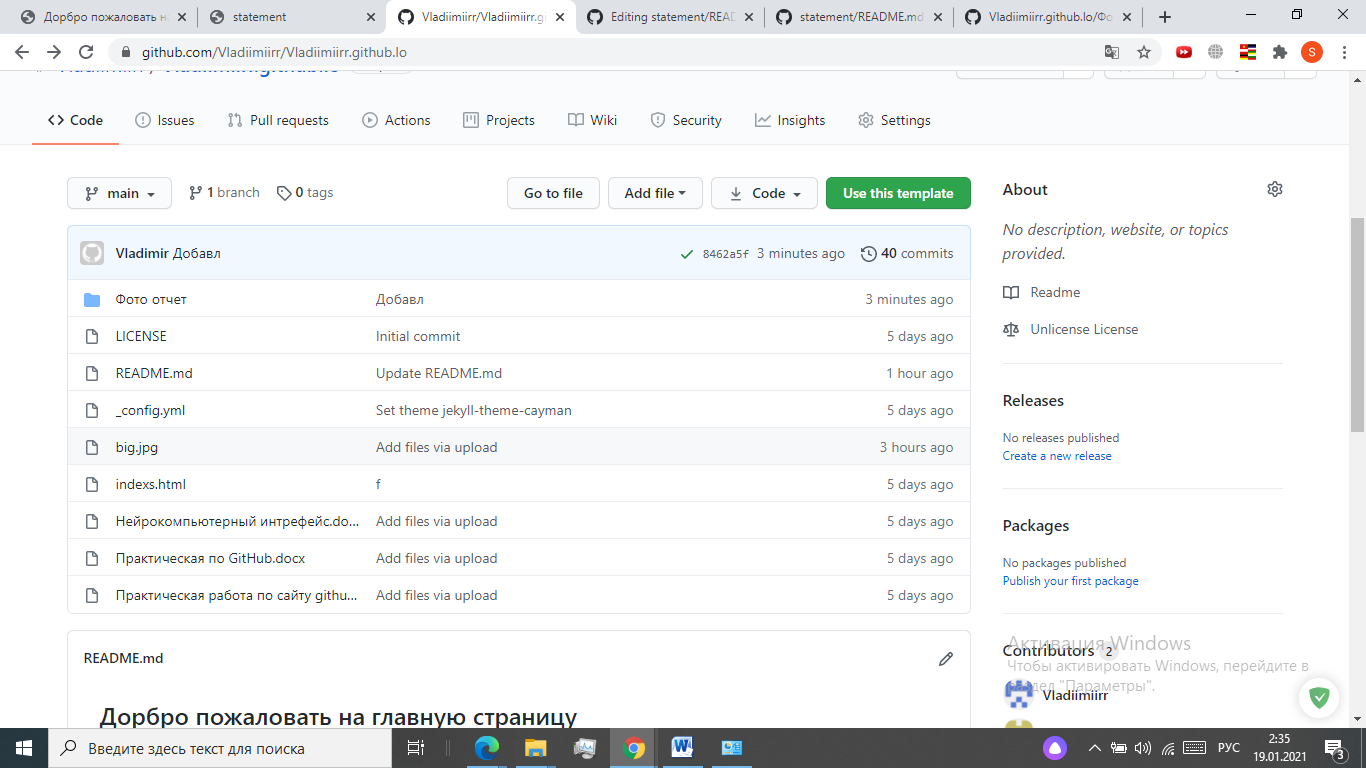 Дорбро пожаловать н
statement
Vladiimiirr/Vladiimiirr.g
Editing statement/READ
statement/README.md
Vladiimiirr.github.io/Фо
github.com/Vladiimiirr/Vladiimiirr.github.io
S
Code
Issues
Pull requests
Actions
Projects
Wiki
Security
Insights
Settings
main
1 branch
0 tags
Go to file
Add file
Code
Use this template
Vladimir Добавл
8462a5f 3 minutes ago
40 commits
Фото отчет Добавл 3 minutes ago
LICENSE Initial commit 5 days ago
README.md Update README.md 1 hour ago
_config.yml Set theme jekyll-theme-cayman 5 days ago
big.jpg Add files via upload 3 hours ago
indexs.html f 5 days ago
Нейрокомпьютерный интрефейс.do... Add files via upload 5 days ago
Практическая по GitHub.docx Add files via upload 5 days ago
Практическая работа по сайту githu... Add files via upload 5 days ago
README.md
Дорбро пожаловать на главную страницу
About
No description, website, or topics
provided.
Readme
Unlicense License
Releases
No releases published
Create a new release
Packages
No packages published
Publish your first package
Contributors 2
Vladiimiirr
Активация Windows
Чтобы активировать Windows, перейдите в
раздел "Параметры".
Введите здесь текст для поиска
РУС
2:35
19.01.2021
3